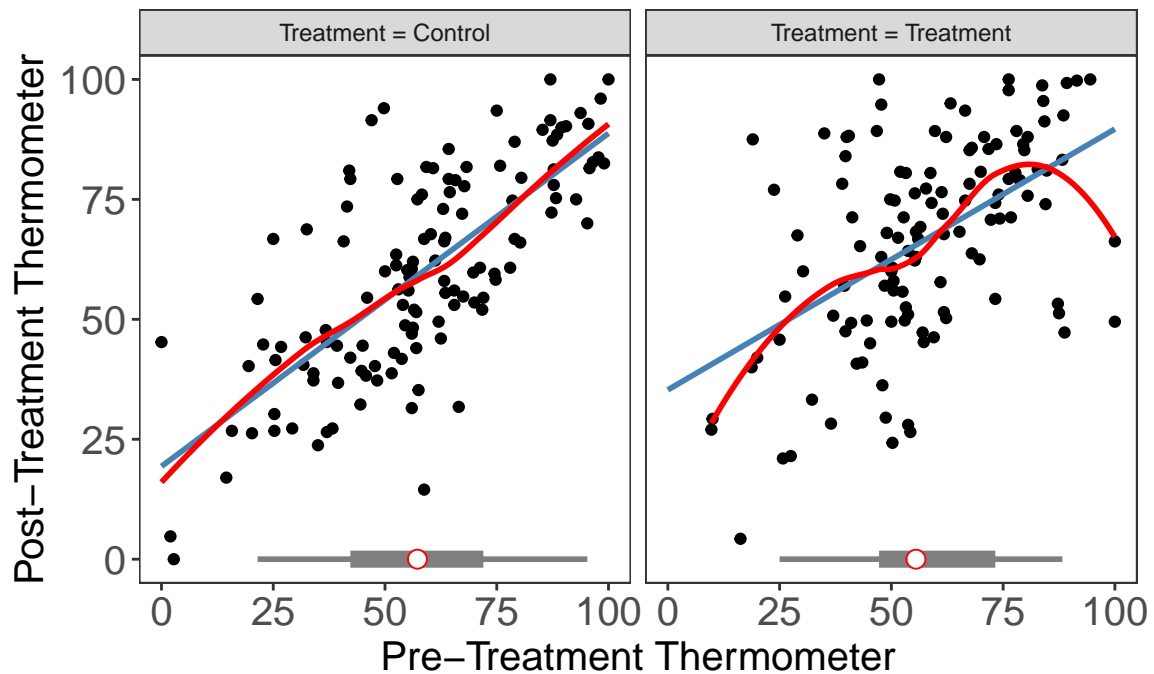 Treatment = Control
Treatment = Treatment
Post−Treatment Thermometer
100
75
50
25
0
0 25 50 75 100
0 25 50 75 100
Pre−Treatment Thermometer